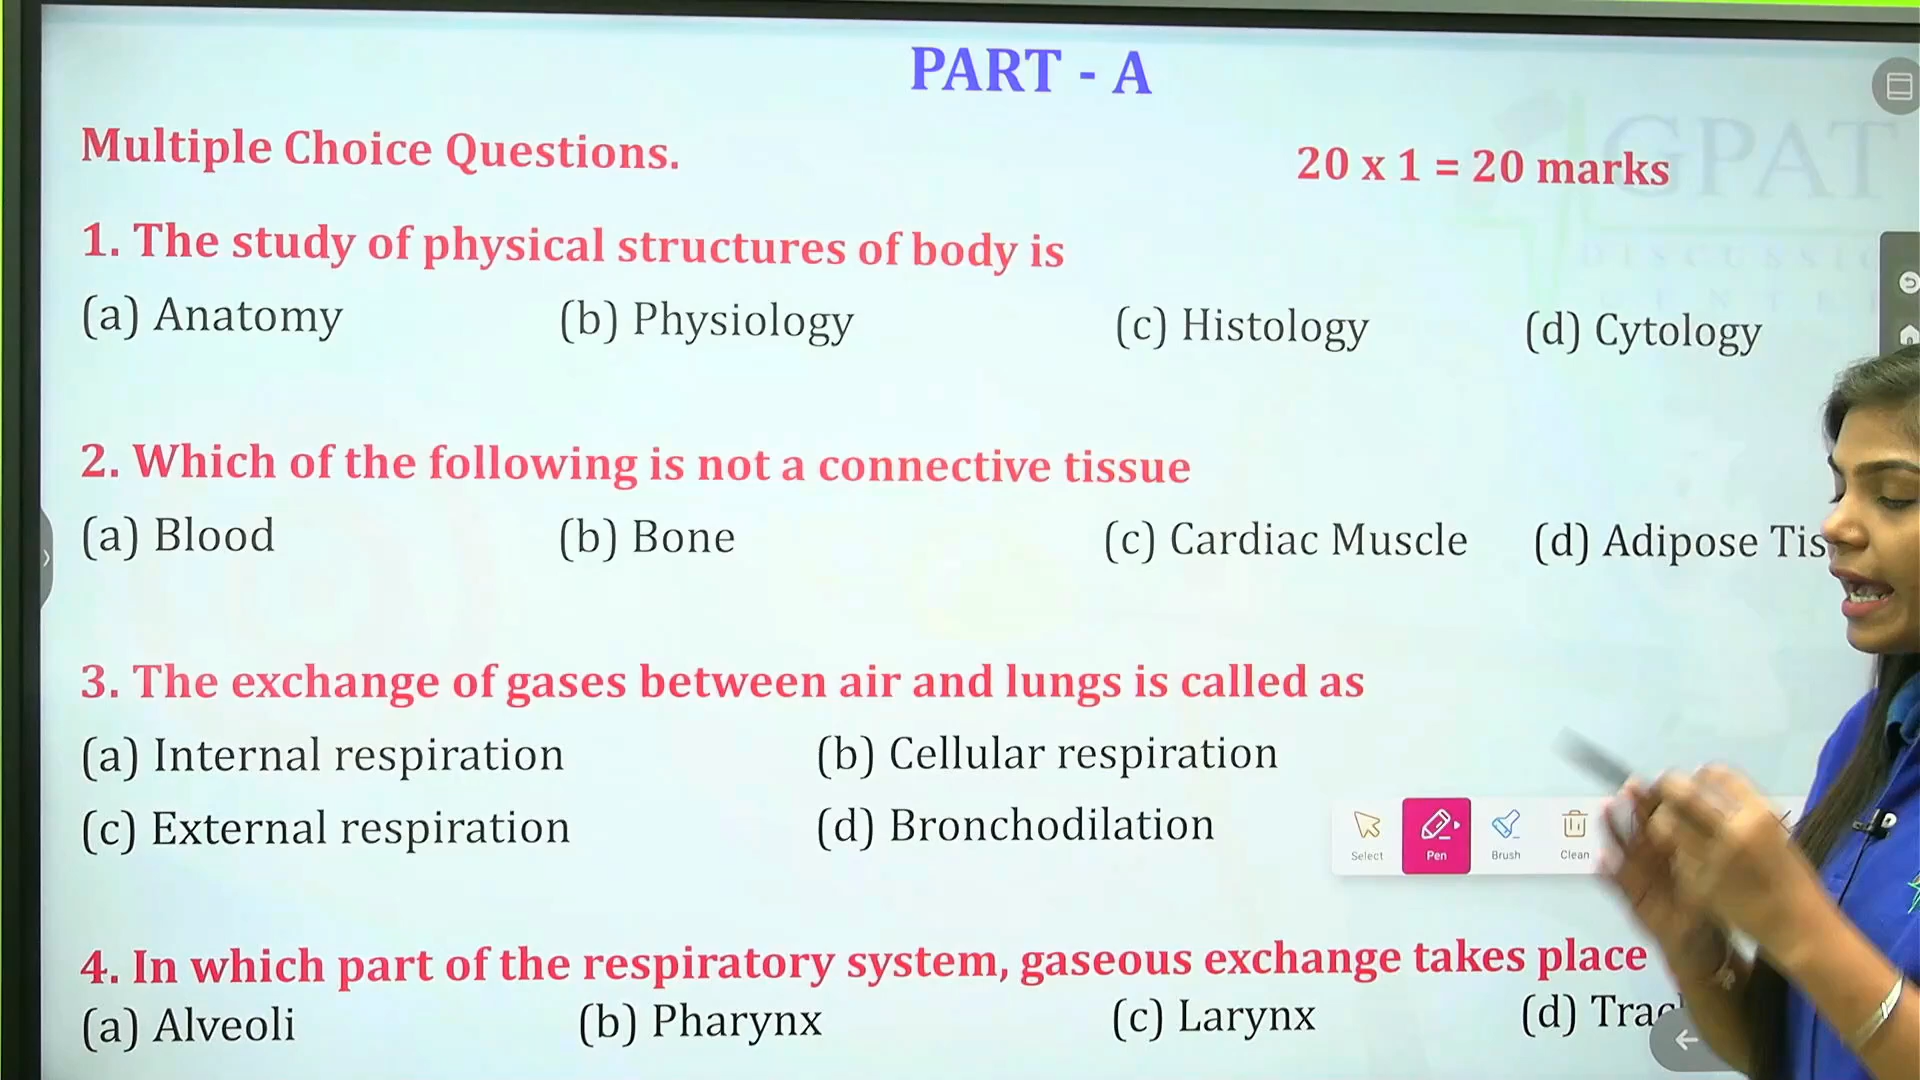 PART - A
GPAT
Multiple Choice Questions.
20 x 1 = 20 marks
1. The study of physical structures of body is
(a) Anatomy (b) Physiology (c) Histology (d) Cytology
2. Which of the following is not a connective tissue
(a) Blood (b) Bone (c) Cardiac Muscle (d) Adipose
3. The exchange of gases between air and lungs is called as
(a) Internal respiration (b) Cellular respiration
(c) External respiration (d) Bronchodilation
Select Pen Brush Clean
4. In which part of the respiratory system, gaseous exchange takes place
(a) Alveoli (b) Pharynx (c) Larynx (d)